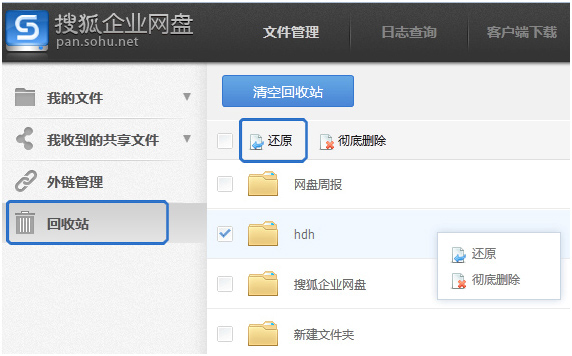 搜狐企业网盘
pan.sohu.net
文件管理
日志查询
客户端下载
我的文件
我收到的共享文件
外链管理
回收站
清空回收站
还原 彻底删除
网盘周报
hdh
还原
彻底删除
搜狐企业网盘
新建文件夹